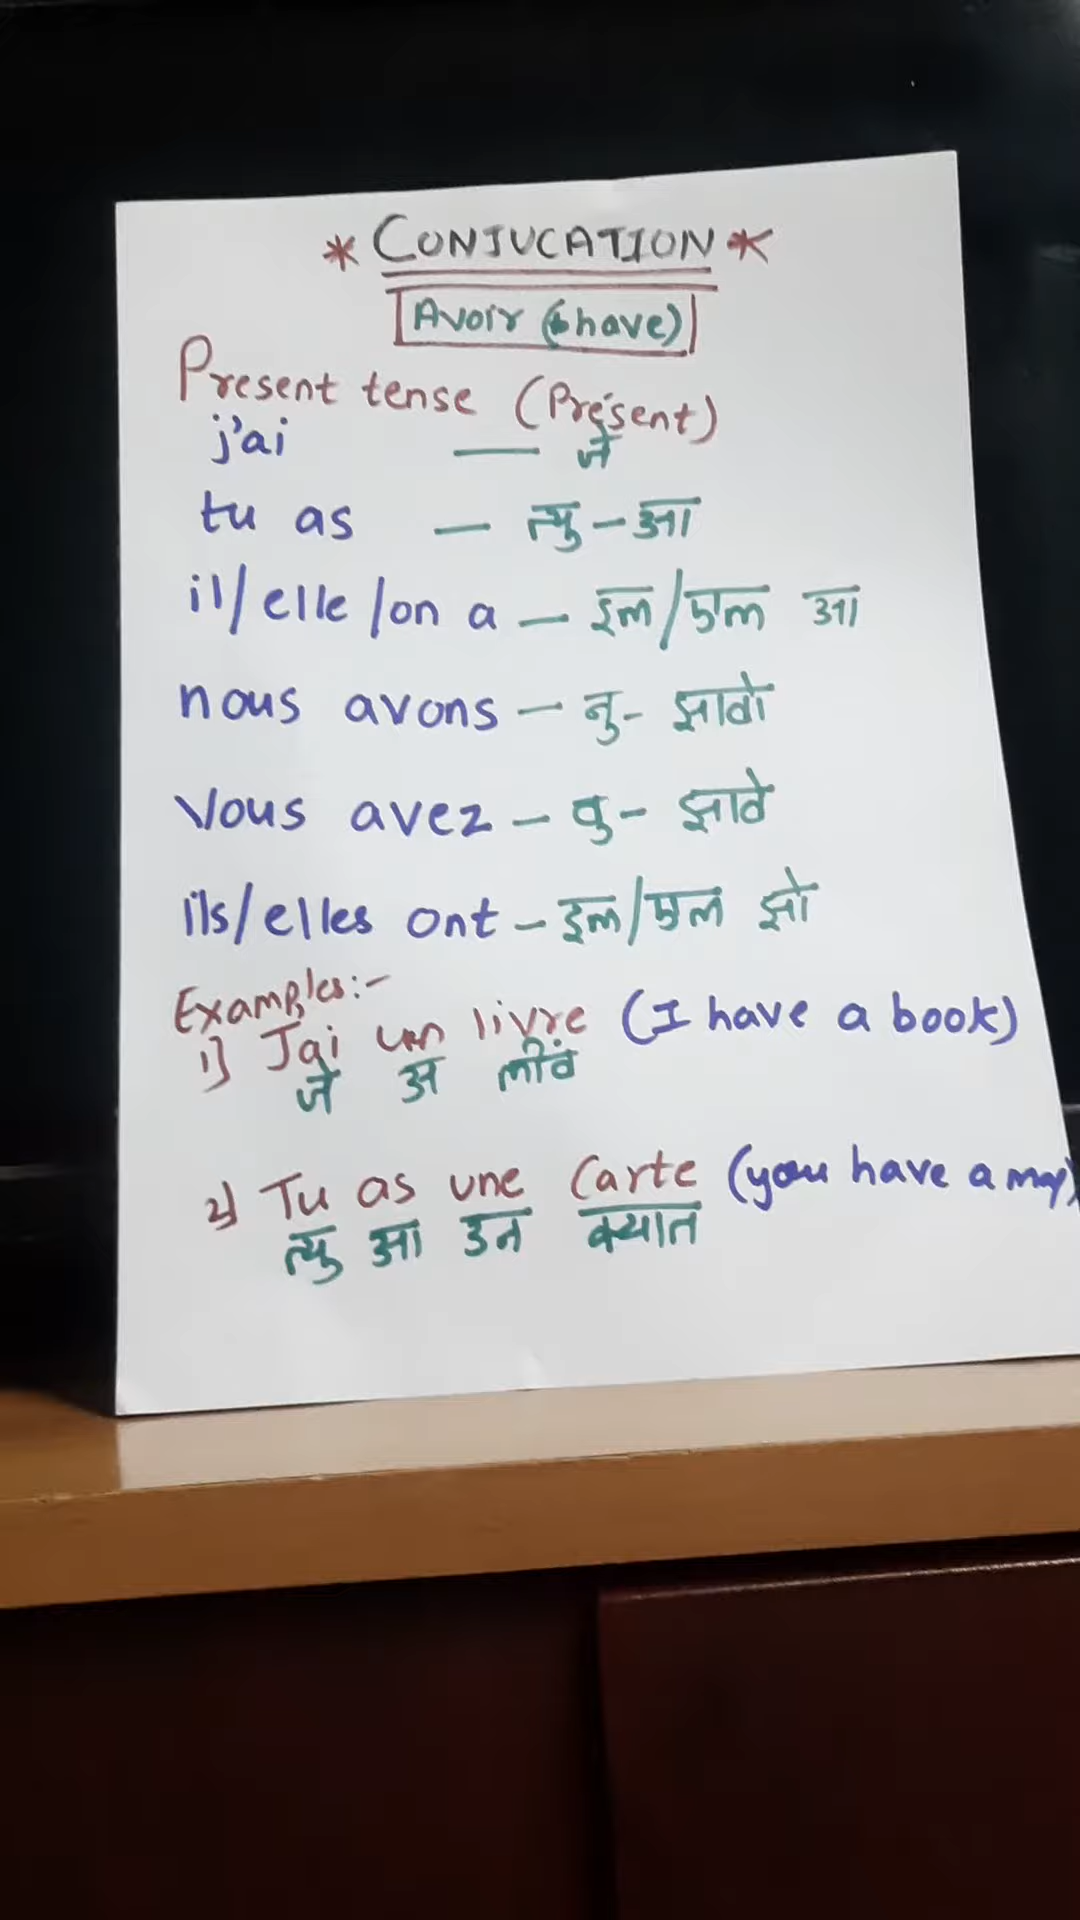 * CONJUCATION *
Avoir (have)
Present tense (Présent)
j'ai — जे
tu as — त्यु - आ
il/elle/on a — इल/एल आ
nous avons - नु- झावो
Vous avez - वु- झावे
ils/elles ont - इल/एल झो
Examples:-
1] Jai un livre (I have a book)
जे अ लीव्र
2] Tu as une Carte (you have a map)
त्यु आ उन क्यात